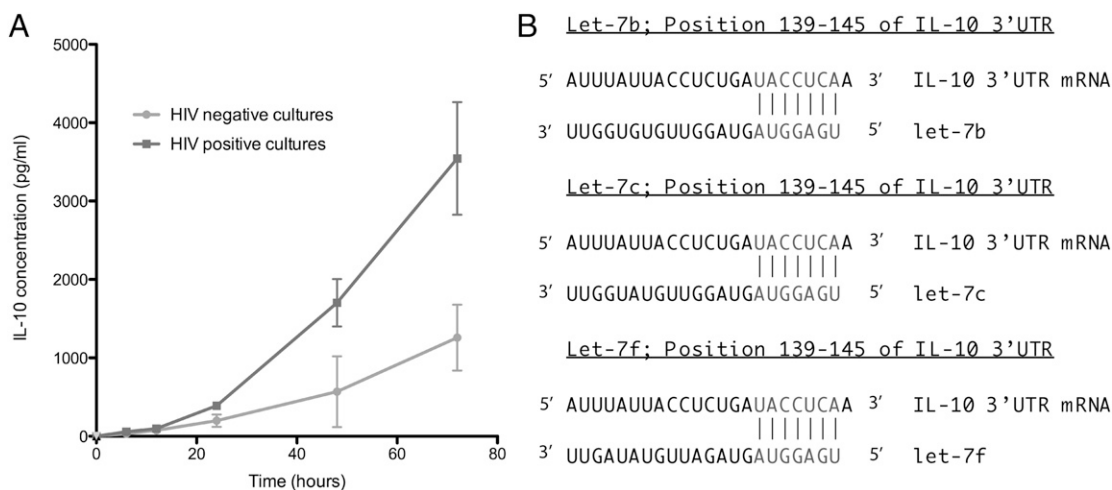 A
5000
4000
3000
2000
1000
0
0
20
40
60
80
IL-10 concentration (pg/ml)
Time (hours)
HIV negative cultures
HIV positive cultures
B
Let-7b; Position 139-145 of IL-10 3’UTR
5′ AUUUAUUACCUCUGAUACCUCAA 3′ IL-10 3’UTR mRNA
3′ UUGGUGUGUUGGAUGAUGGAGU 5′ let-7b
Let-7c; Position 139-145 of IL-10 3’UTR
5′ AUUUAUUACCUCUGAUACCUCAA 3′ IL-10 3’UTR mRNA
3′ UUGGUAUGUUGGAUGAUGGAGU 5′ let-7c
Let-7f; Position 139-145 of IL-10 3’UTR
5′ AUUUAUUACCUCUGAUACCUCAA 3′ IL-10 3’UTR mRNA
3′ UUGAUAUGUUAGAUGAUGGAGU 5′ let-7f